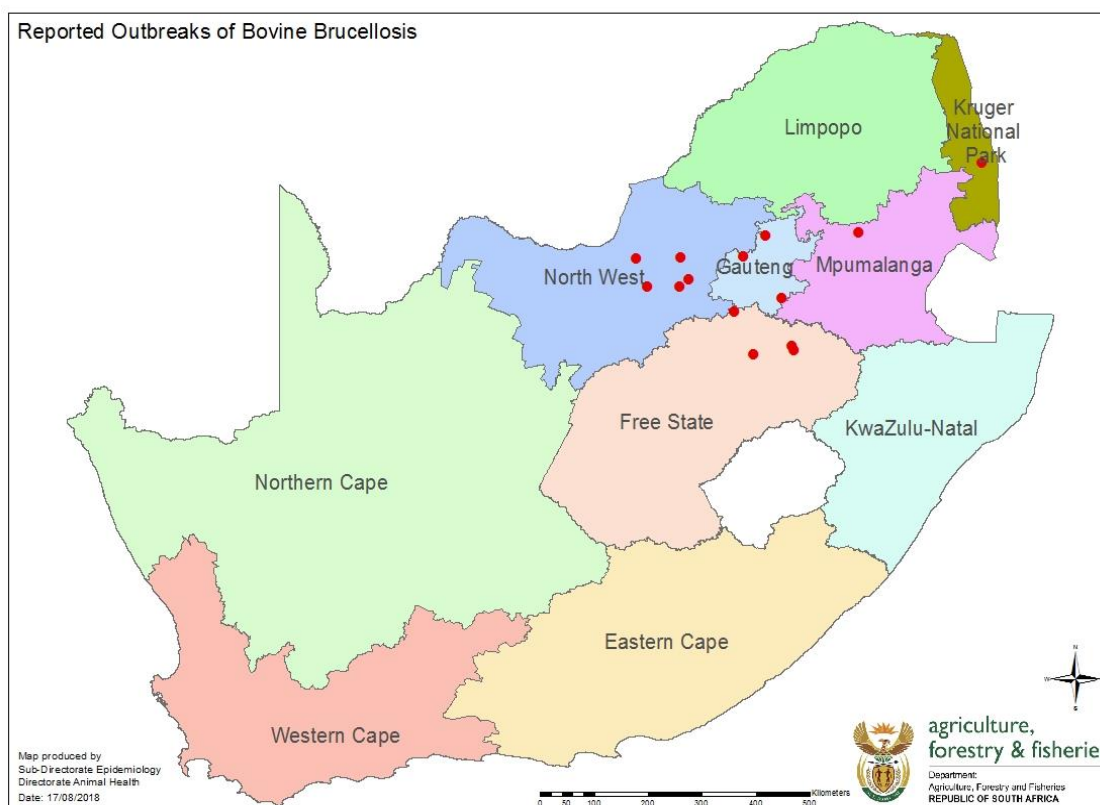 Reported Outbreaks of Bovine Brucellosis
Limpopo
Kruger
National
Park
North West
Gauteng
Mpumalanga
Free State
KwaZulu-Natal
Northern Cape
Eastern Cape
Western Cape
N
W
E
S
Map produced by
Sub-Directorate Epidemiology
Directorate Animal Health
Date: 17/08/2018
Kilometers
0 50 100 200 300 400 500
agriculture,
forestry & fisherie
Department:
Agriculture, Forestry and Fisheries
REPUBLIC OF SOUTH AFRICA